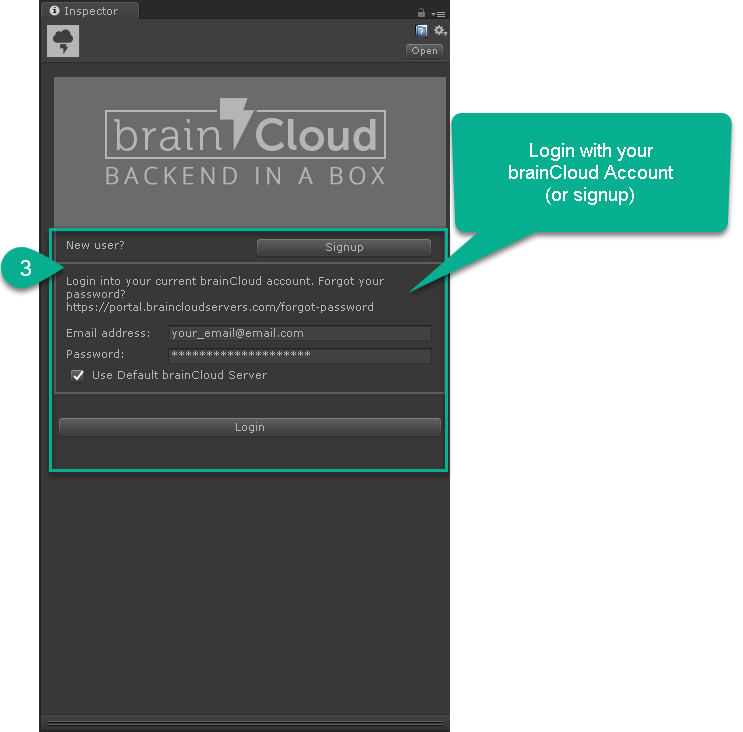 Inspector
Open
brainCloud
BACKEND IN A BOX
Login with your
brainCloud Account
(or signup)
New user?
Signup
3
Login into your current brainCloud account. Forgot your
password?
https://portal.braincloudservers.com/forgot-password
Email address: your_email@email.com
Password: ********************
Use Default brainCloud Server
Login